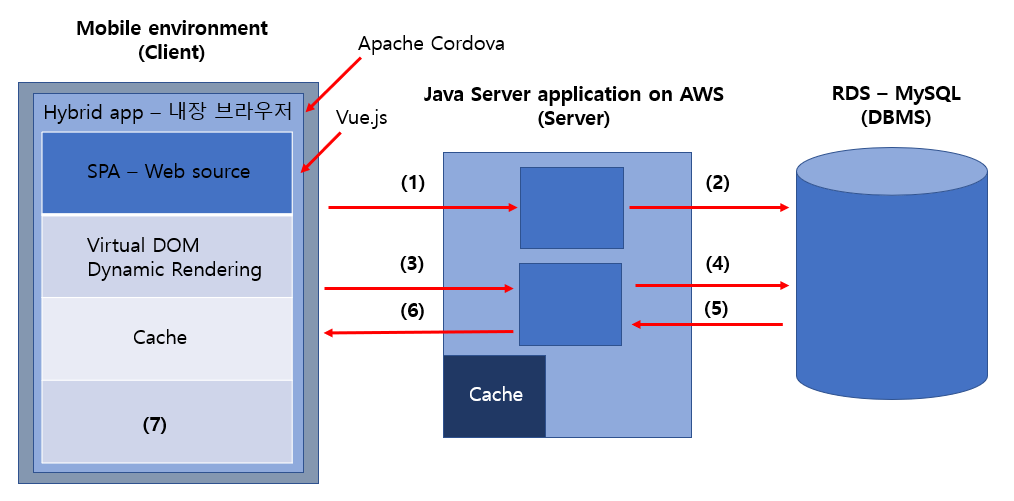 Mobile environment
(Client)
Apache Cordova
Hybrid app – 내장 브라우저
Vue.js
SPA – Web source
Virtual DOM
Dynamic Rendering
Cache
(7)
Java Server application on AWS
(Server)
(1)
(2)
(3)
(4)
(6)
(5)
Cache
RDS – MySQL
(DBMS)